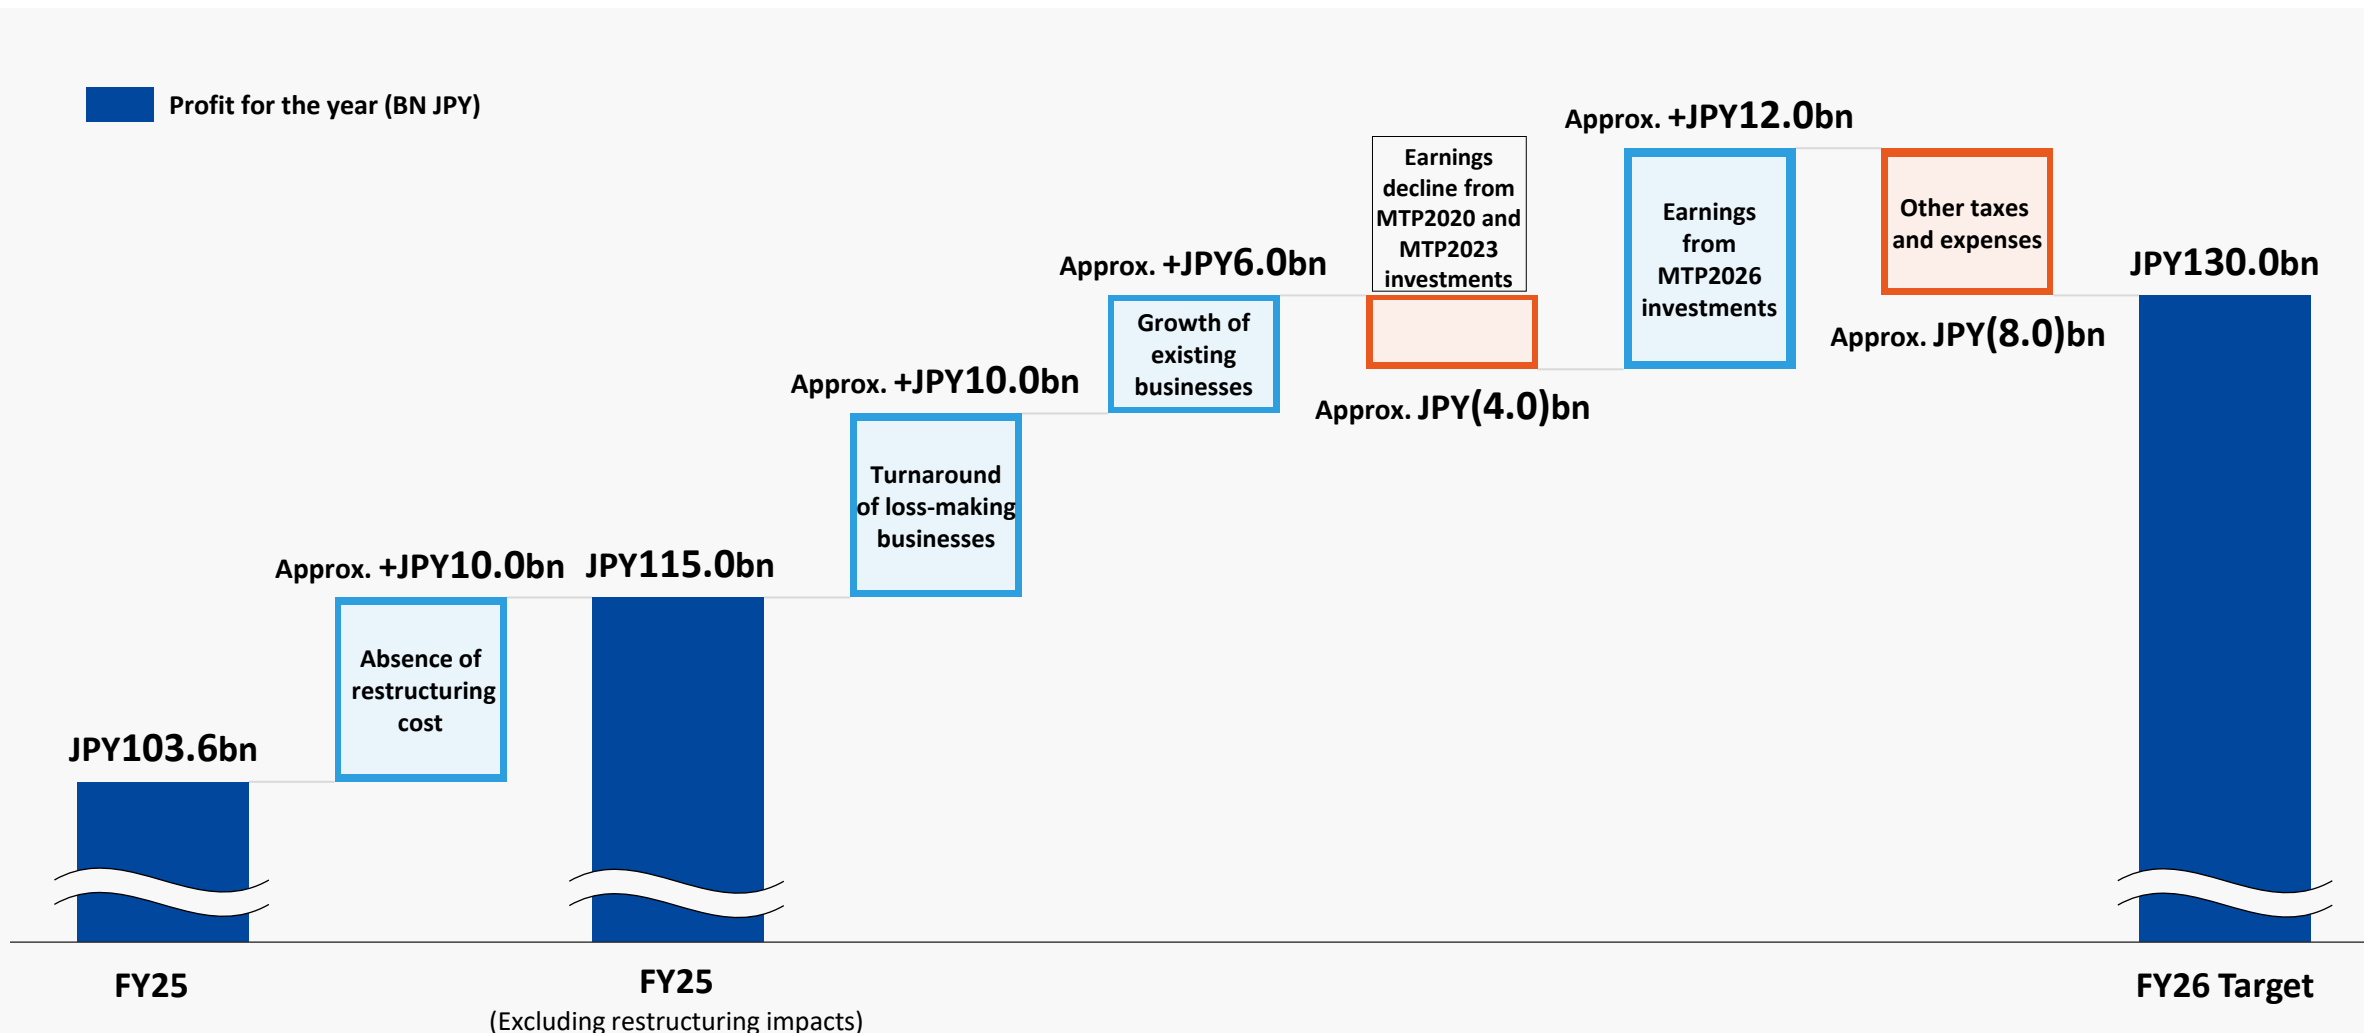 Profit for the year (BN JPY)
JPY103.6bn
Approx. +JPY10.0bn
Absence of
restructuring
cost
JPY115.0bn
Approx. +JPY10.0bn
Turnaround
of loss-making
businesses
Approx. +JPY6.0bn
Growth of
existing
businesses
Earnings
decline from
MTP2020 and
MTP2023
investments
Approx. JPY(4.0)bn
Approx. +JPY12.0bn
Earnings
from
MTP2026
investments
Other taxes
and expenses
Approx. JPY(8.0)bn
JPY130.0bn
FY25
FY25
(Excluding restructuring impacts)
FY26 Target